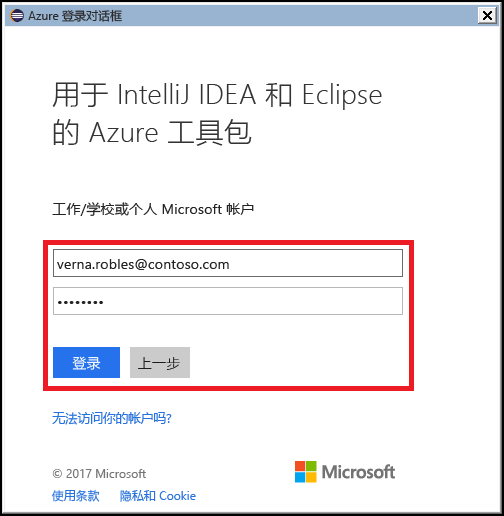 Azure 登录对话框
用于 IntelliJ IDEA 和 Eclipse
的 Azure 工具包
工作/学校或个人 Microsoft 帐户
verna.robles@contoso.com
••••••••
登录 上一步
无法访问你的帐户吗?
© 2017 Microsoft
Microsoft
使用条款 隐私和 Cookie